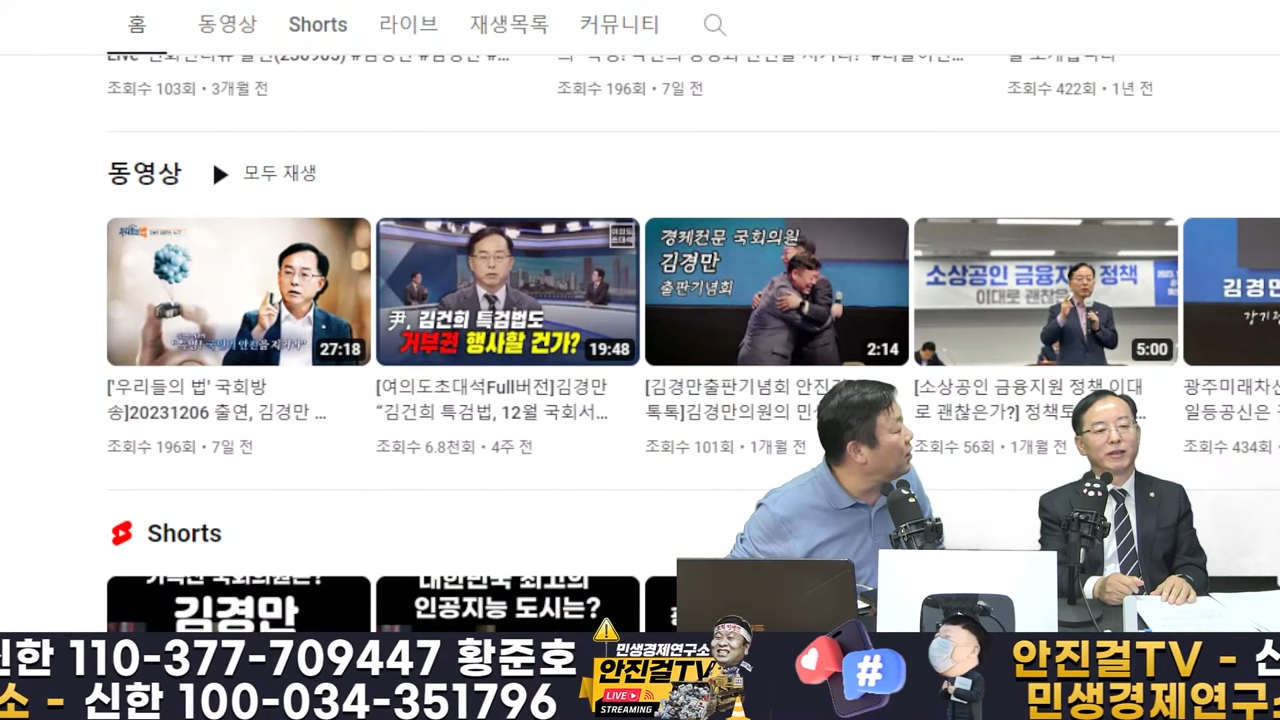 홈 동영상 Shorts 라이브 재생목록 커뮤니티
조회수 103회 • 3개월 전
조회수 196회 • 7일 전
조회수 422회 • 1년 전
동영상 ▶ 모두 재생
27:18
尹, 김건희 특검법도
거부권 행사할 건가?
19:48
경제전문 국회의원
김경만
출판기념회
2:14
소상공인 금융지원 정책
이대로 괜찮은
5:00
김경만
['우리들의 법' 국회방
송]20231206 출연, 김경만 ...
조회수 196회 • 7일 전
[여의도초대석Full버전]김경만
“김건희 특검법, 12월 국회서...
조회수 6.8천회 • 4주 전
[김경만출판기념회 안진걸
톡톡]김경만의원의 민
조회수 101회 • 1개월 전
[소상공인 금융지원 정책 이대
로 괜찮은가?] 정책토
조회수 56회 • 1개월 전
광주미래차산
일등공신은
조회수 434회
Shorts
김경만
대한민국 최고의
인공지능 도시는?
신한 110-377-709447 황준호
소 - 신한 100-034-351796
민생경제연구소
안진걸TV
LIVE
STREAMING
#
안진걸TV - 신
민생경제연구소